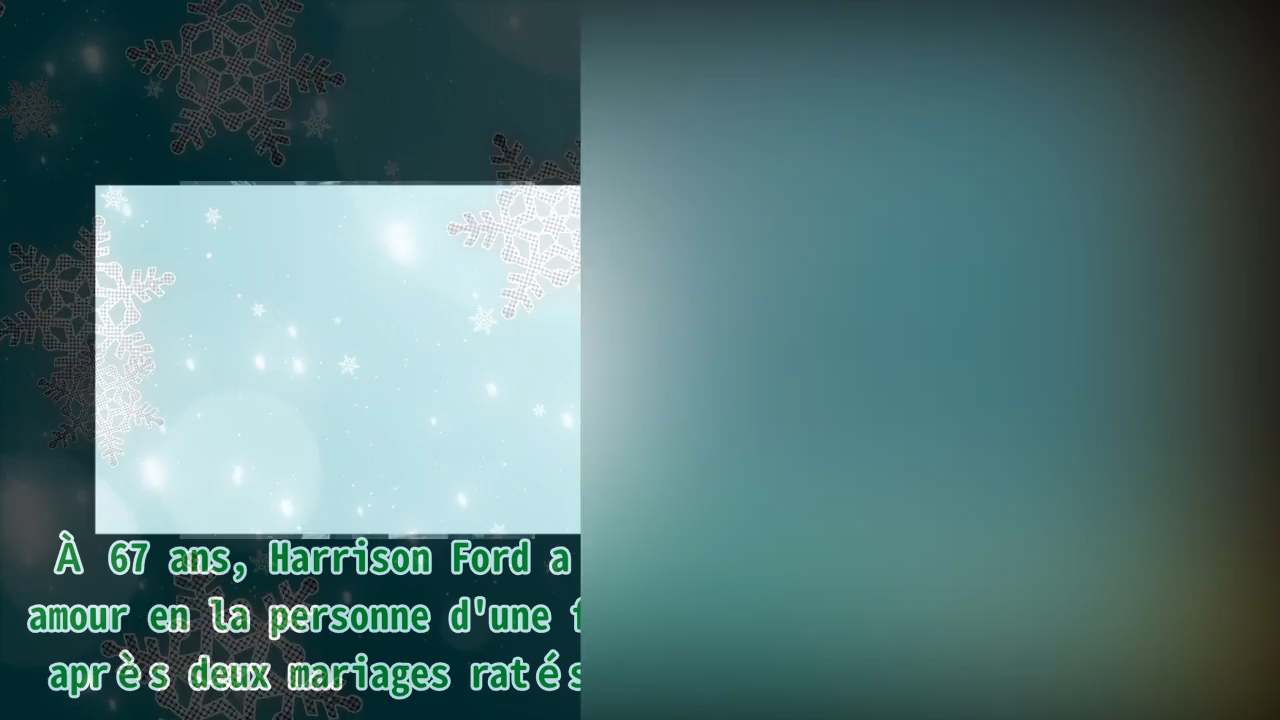 À 67 ans, Harrison Ford a
amour en la personne d'une
après deux mariages ratés